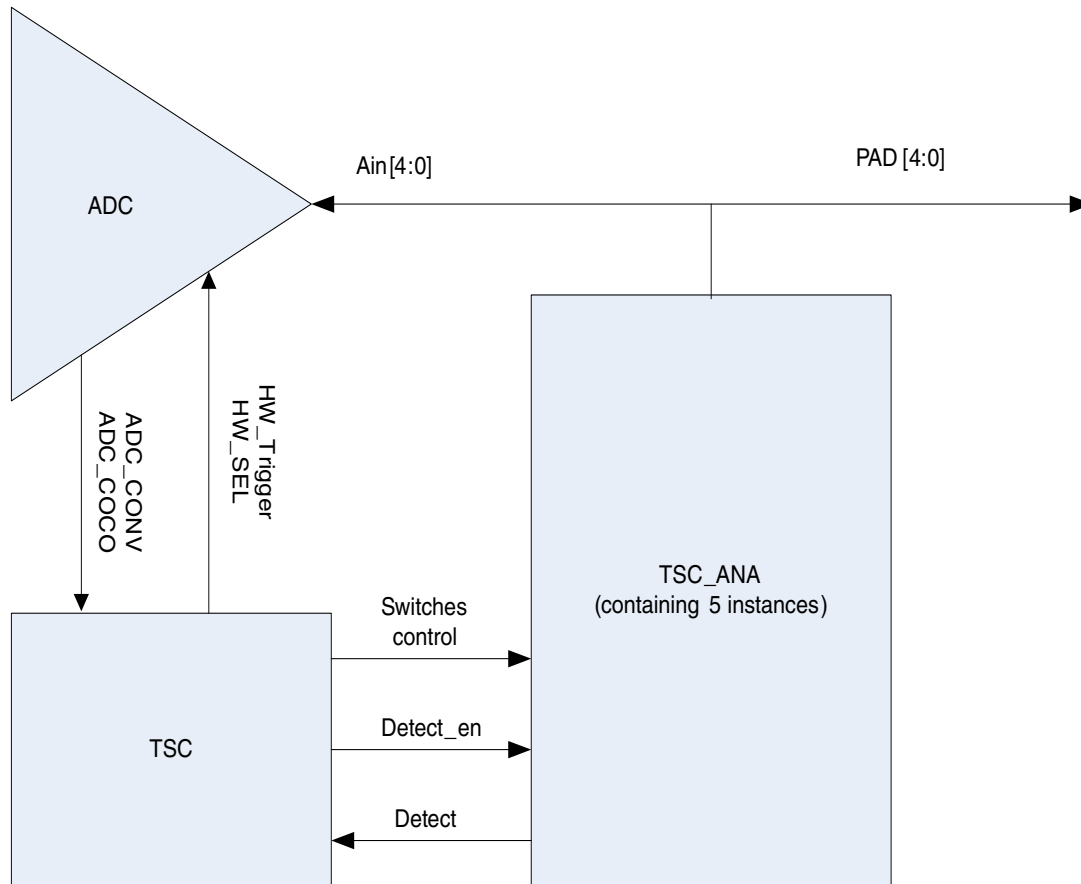 Ain[4:0]
PAD [4:0]
ADC
HW_Trigger
HW_SEL
ADC_CONV
ADC_COCO
TSC_ANA
(containing 5 instances)
Switches
control
Detect_en
TSC
Detect